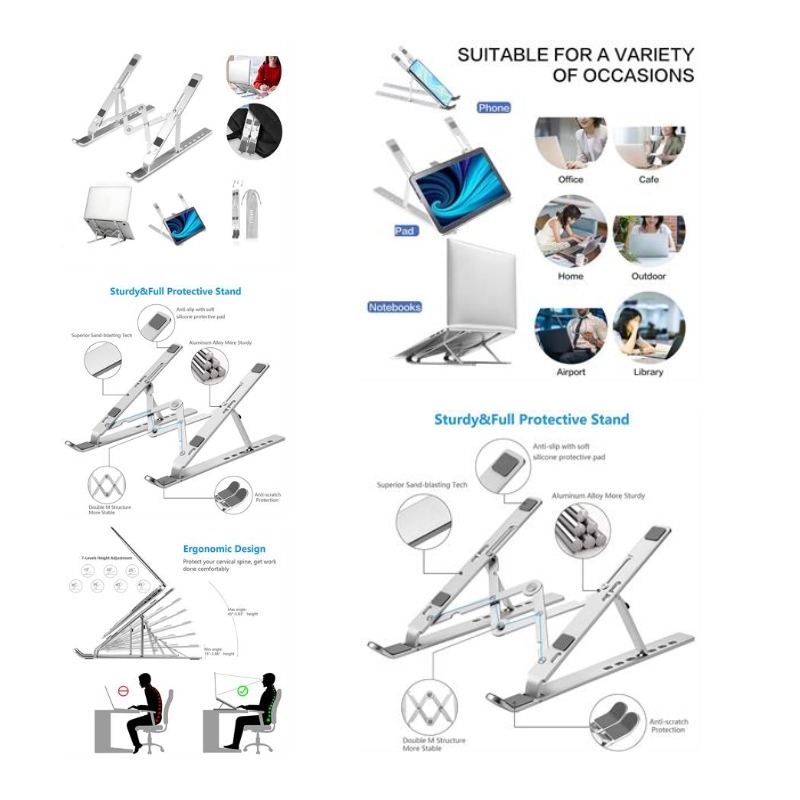 SUITABLE FOR A VARIETY
OF OCCASIONS
Phone
Pad
Notebooks
Office
Cafe
Home
Outdoor
Airport
Library
Sturdy&Full Protective Stand
Anti-slip with soft
silicone protective pad
Superior Sand-blasting Tech
Aluminum Alloy More Sturdy
Double M Structure
More Stable
Anti-scratch
Protection
7-Levels Height Adjustment
Ergonomic Design
Protect your cervical spine, get work
done comfortably
Max angle:
Min angle:
Sturdy&Full Protective Stand
Anti-slip with soft
silicone protective pad
Superior Sand-blasting Tech
Aluminum Alloy More Sturdy
Double M Structure
More Stable
Anti-scratch
Protection